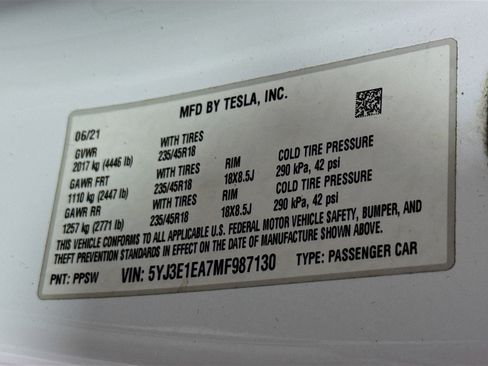 MFD BY TESLA, INC.
06/21
GVWR WITH TIRES
2017 kg (4446 lb) 235/45R18 RIM COLD TIRE PRESSURE
GAWR FRT WITH TIRES 18X8.5J 290 kPa, 42 psi
1110 kg (2447 lb) 235/45R18 RIM COLD TIRE PRESSURE
GAWR RR WITH TIRES 18X8.5J 290 kPa, 42 psi
1257 kg (2771 lb) 235/45R18
THIS VEHICLE CONFORMS TO ALL APPLICABLE U.S. FEDERAL MOTOR VEHICLE SAFETY, BUMPER, AND
THEFT PREVENTION STANDARDS IN EFFECT ON THE DATE OF MANUFACTURE SHOWN ABOVE.
PNT: PPSW VIN: 5YJ3E1EA7MF987130 TYPE: PASSENGER CAR